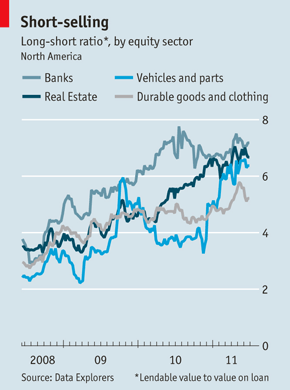 Short-selling
Long-short ratio*, by equity sector
North America
Banks
Vehicles and parts
Real Estate
Durable goods and clothing
8
6
4
2
0
2008 09 10 11
Source: Data Explorers *Lendable value to value on loan